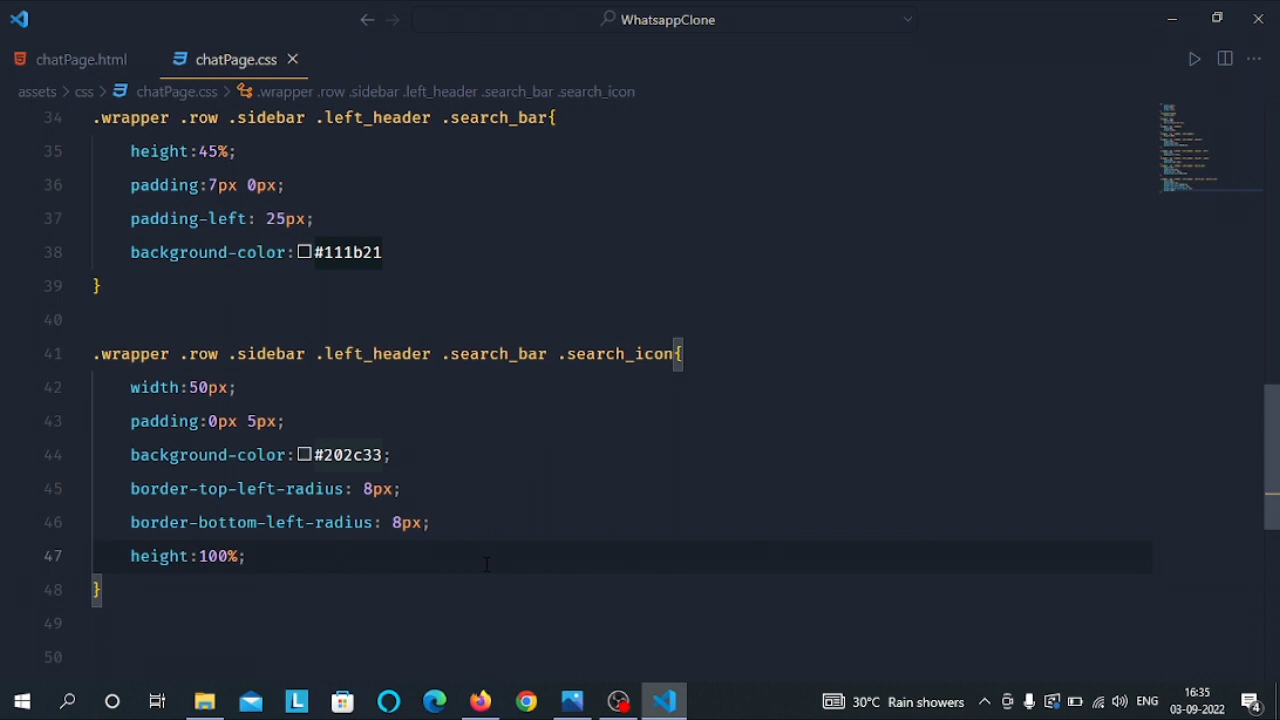 WhatsappClone
chatPage.html
chatPage.css
assets > css > chatPage.css > .wrapper .row .sidebar .left_header .search_bar .search_icon
34 .wrapper .row .sidebar .left_header .search_bar{
35 height:45%;
36 padding:7px 0px;
37 padding-left: 25px;
38 background-color:#111b21
39 }
40
41 .wrapper .row .sidebar .left_header .search_bar .search_icon{
42 width:50px;
43 padding:0px 5px;
44 background-color:#202c33;
45 border-top-left-radius: 8px;
46 border-bottom-left-radius: 8px;
47 height:100%;
48 }
49
50
L
30°C Rain showers
ENG
16:35
03-09-2022
4